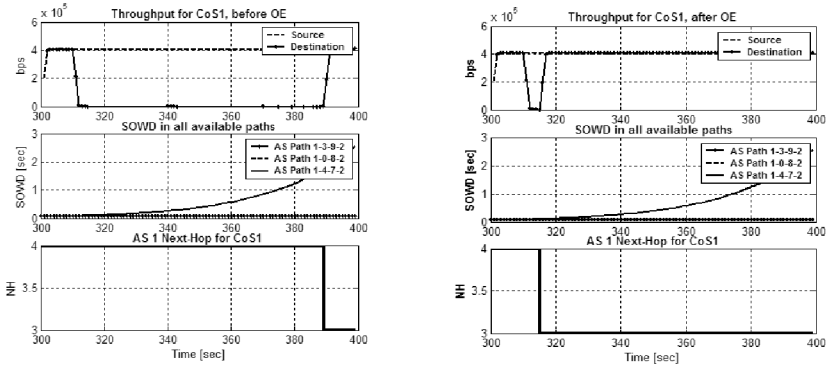 Throughput for CoS1, before OE
x 10^5
6
4
2
0
bps
Source
Destination
300 320 340 360 380 400
SOWD in all available paths
3
2
1
0
SOWD [sec]
AS Path 1-3-9-2
AS Path 1-0-8-2
AS Path 1-4-7-2
300 320 340 360 380 400
AS 1 Next-Hop for CoS1
4
3
NH
300 320 340 360 380 400
Time [sec]
Throughput for CoS1, after OE
x 10^5
6
4
2
0
bps
Source
Destination
300 320 340 360 380 400
SOWD in all available paths
3
2
1
0
SOWD [sec]
AS Path 1-3-9-2
AS Path 1-0-8-2
AS Path 1-4-7-2
300 320 340 360 380 400
AS 1 Next-Hop for CoS1
4
3
NH
300 320 340 360 380 400
Time [sec]